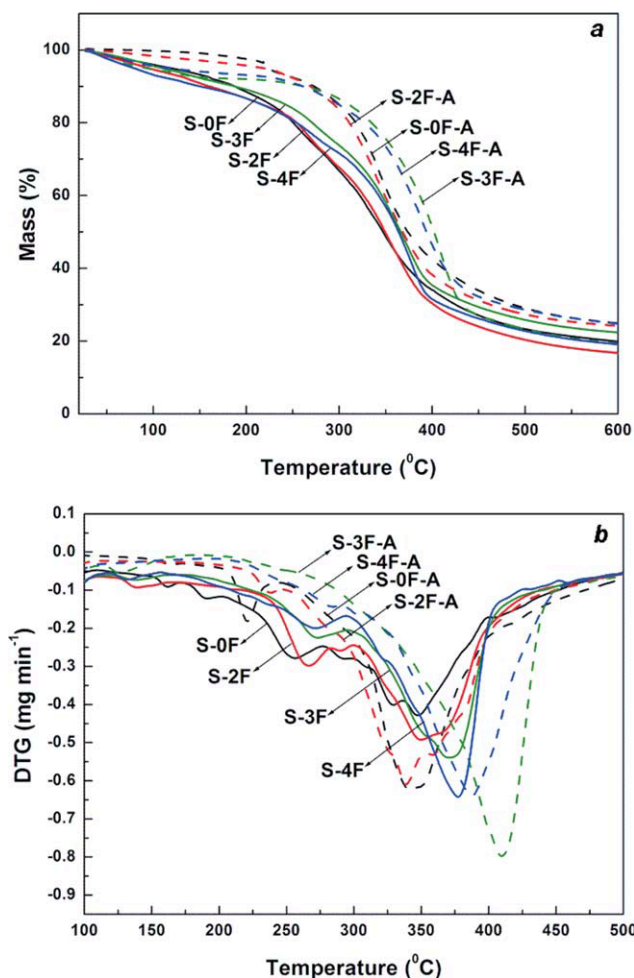 a
100
80
60
40
20
0
Mass (%)
S-0F
S-3F
S-2F
S-4F
S-2F-A
S-0F-A
S-4F-A
S-3F-A
100 200 300 400 500 600
Temperature (⁰C)
b
0.1
0.0
-0.1
-0.2
-0.3
-0.4
-0.5
-0.6
-0.7
-0.8
-0.9
DTG (mg min⁻¹)
S-3F-A
S-4F-A
S-0F-A
S-2F-A
S-0F
S-2F
S-3F
S-4F
100 150 200 250 300 350 400 450 500
Temperature (⁰C)